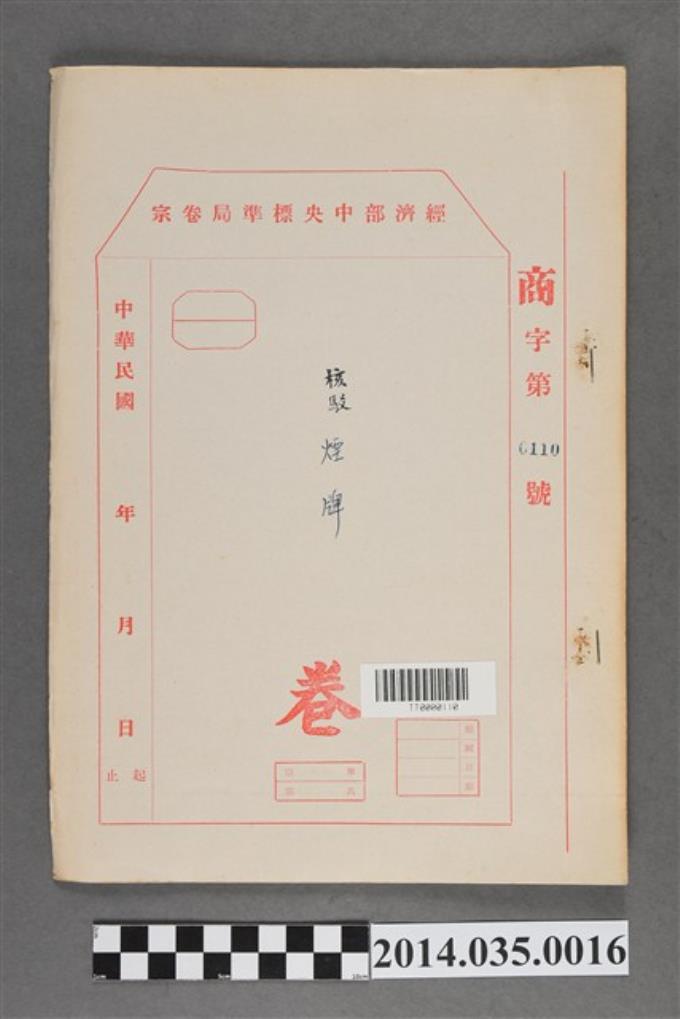 經濟部中央標準局卷宗
商字第 0110 號
核駁 煙牌
中華民國 年 月 日
起 止
卷
TT0000110
2014.035.0016